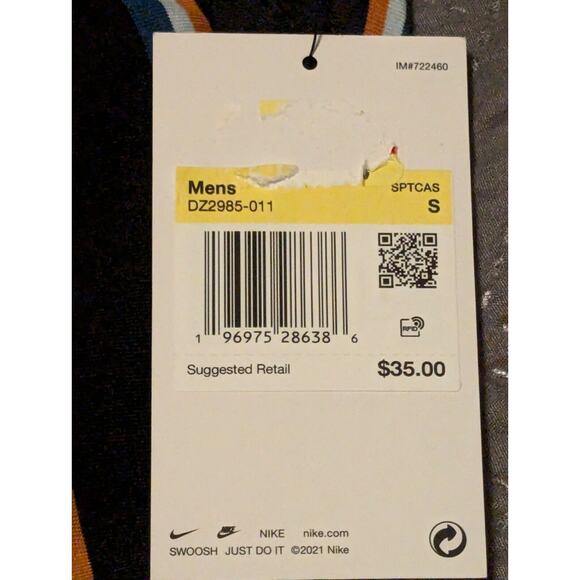 IM#722460
Mens SPTCAS
DZ2985-011 S
1 96975 28638 6
RFID
Suggested Retail $35.00
NIKE nike.com
SWOOSH JUST DO IT ©2021 Nike